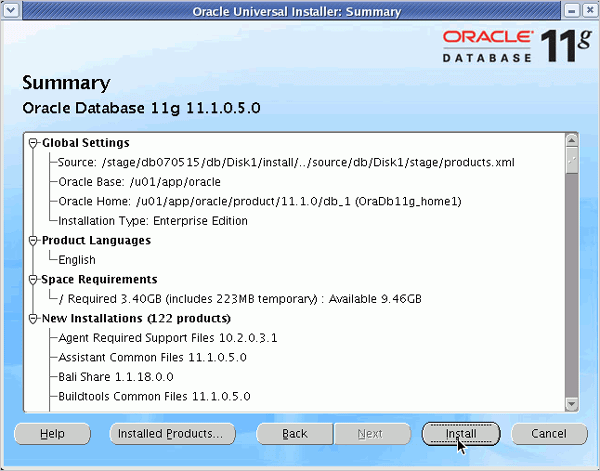 Oracle Universal Installer: Summary
ORACLE
DATABASE 11g
Summary
Oracle Database 11g 11.1.0.5.0
Global Settings
Source: /stage/db070515/db/Disk1/install/../source/db/Disk1/stage/products.xml
Oracle Base: /u01/app/oracle
Oracle Home: /u01/app/oracle/product/11.1.0/db_1 (OraDb11g_home1)
Installation Type: Enterprise Edition
Product Languages
English
Space Requirements
/ Required 3.40GB (includes 223MB temporary) : Available 9.46GB
New Installations (122 products)
Agent Required Support Files 10.2.0.3.1
Assistant Common Files 11.1.0.5.0
Bali Share 1.1.18.0.0
Buildtools Common Files 11.1.0.5.0
Help Installed Products... Back Next Install Cancel